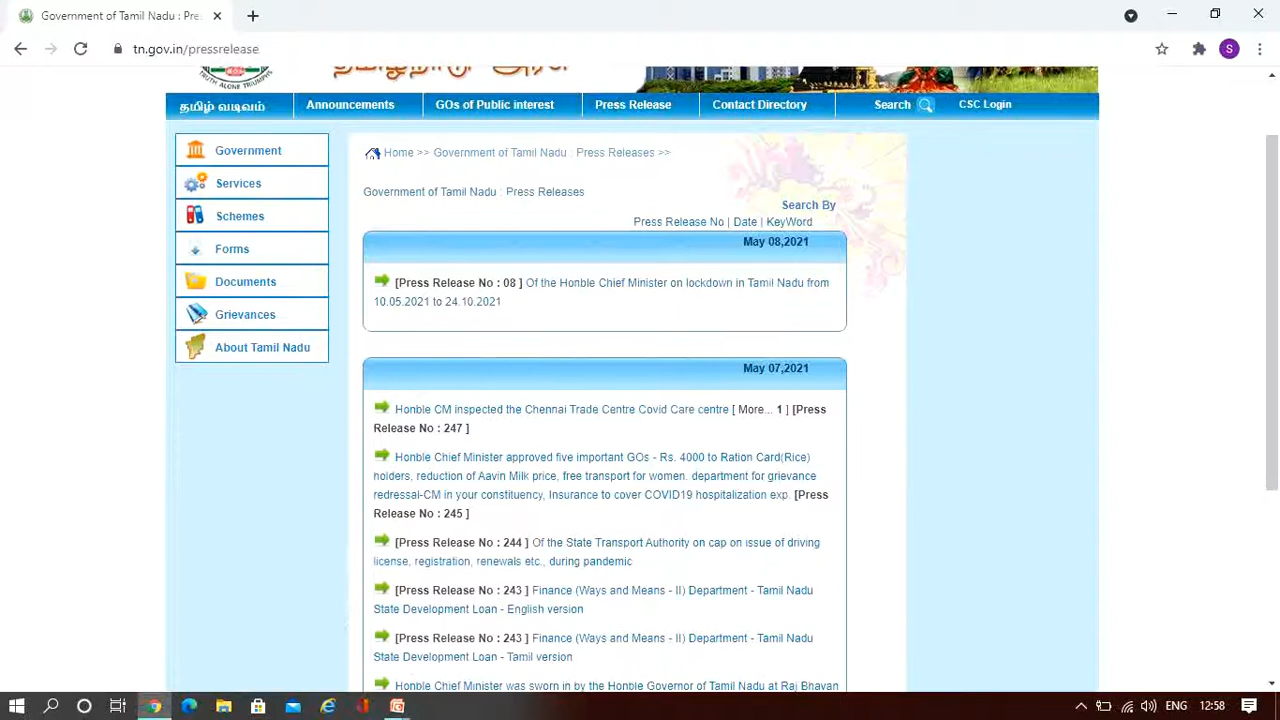 Government of Tamil Nadu : Pre
tn.gov.in/pressrelease
S
TRUTH ALONE TRIUMPHS
தமிழ்நாடு அரசு
தமிழ் வடிவம் Announcements GOs of Public interest Press Release Contact Directory Search CSC Login
Government
Services
Schemes
Forms
Documents
Grievances
About Tamil Nadu
Home >> Government of Tamil Nadu : Press Releases >>
Government of Tamil Nadu : Press Releases
Search By
Press Release No | Date | KeyWord
May 08,2021
[Press Release No : 08 ] Of the Honble Chief Minister on lockdown in Tamil Nadu from
10.05.2021 to 24.10.2021
May 07,2021
Honble CM inspected the Chennai Trade Centre Covid Care centre [ More... 1 ] [Press
Release No : 247 ]
Honble Chief Minister approved five important GOs - Rs. 4000 to Ration Card(Rice)
holders, reduction of Aavin Milk price, free transport for women. department for grievance
redressal-CM in your constituency, Insurance to cover COVID19 hospitalization exp. [Press
Release No : 245 ]
[Press Release No : 244 ] Of the State Transport Authority on cap on issue of driving
license, registration, renewals etc., during pandemic
[Press Release No : 243 ] Finance (Ways and Means - II) Department - Tamil Nadu
State Development Loan - English version
[Press Release No : 243 ] Finance (Ways and Means - II) Department - Tamil Nadu
State Development Loan - Tamil version
Honble Chief Minister was sworn in by the Honble Governor of Tamil Nadu at Raj Bhavan
ENG 12:58